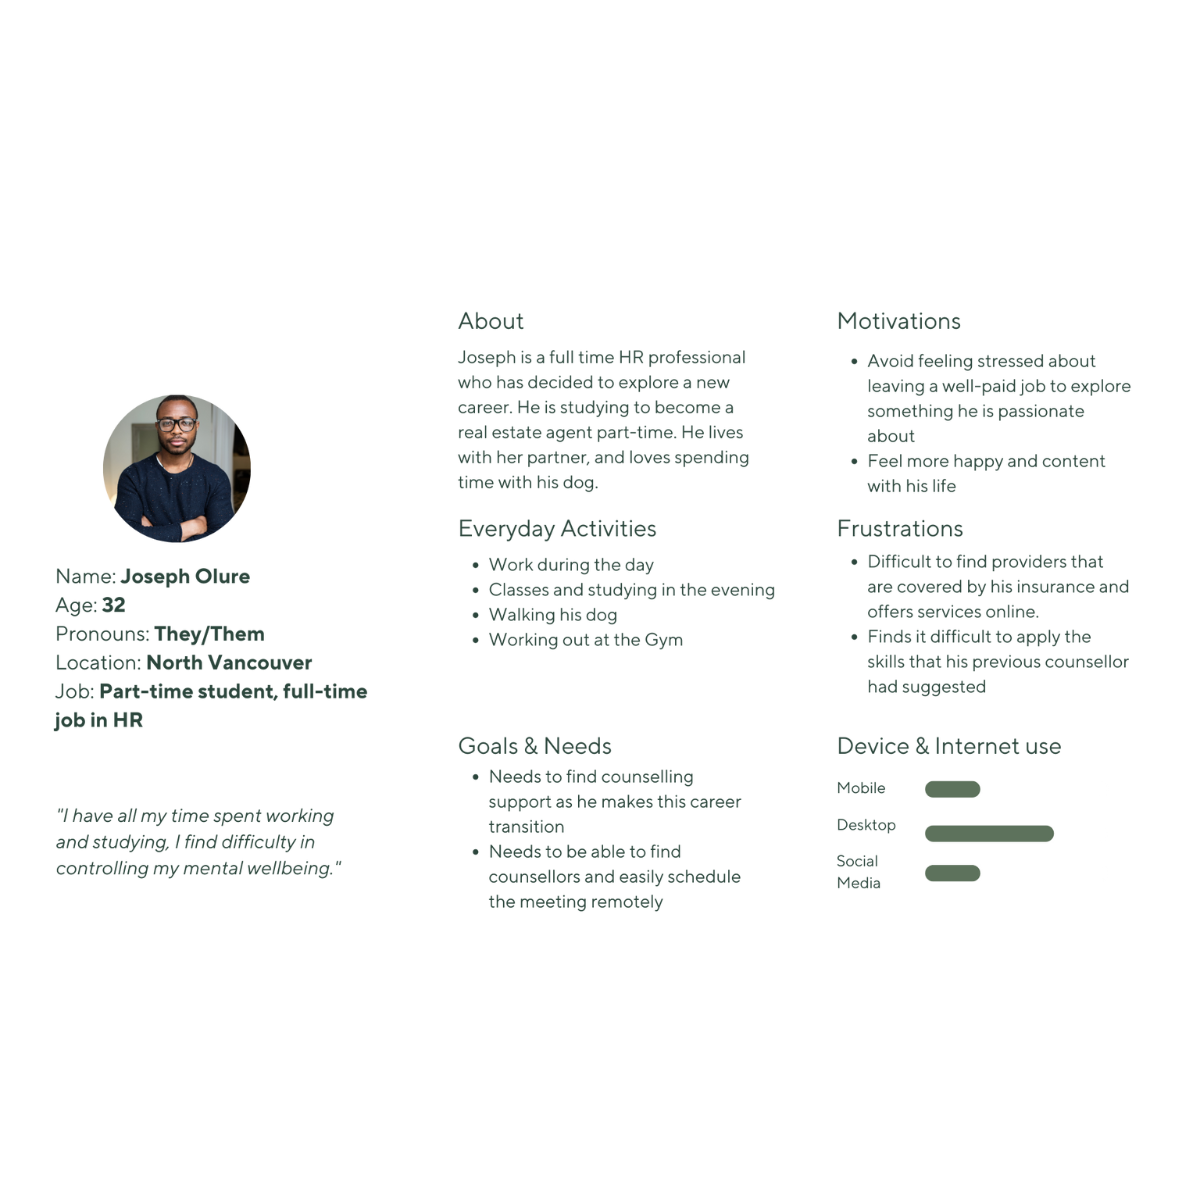 Name: Joseph Olure
Age: 32
Pronouns: They/Them
Location: North Vancouver
Job: Part-time student, full-time
job in HR
"I have all my time spent working
and studying, I find difficulty in
controlling my mental wellbeing."
About
Joseph is a full time HR professional
who has decided to explore a new
career. He is studying to become a
real estate agent part-time. He lives
with her partner, and loves spending
time with his dog.
Everyday Activities
• Work during the day
• Classes and studying in the evening
• Walking his dog
• Working out at the Gym
Goals & Needs
• Needs to find counselling
support as he makes this career
transition
• Needs to be able to find
counsellors and easily schedule
the meeting remotely
Motivations
• Avoid feeling stressed about
leaving a well-paid job to explore
something he is passionate
about
• Feel more happy and content
with his life
Frustrations
• Difficult to find providers that
are covered by his insurance and
offers services online.
• Finds it difficult to apply the
skills that his previous counsellor
had suggested
Device & Internet use
Mobile
Desktop
Social
Media